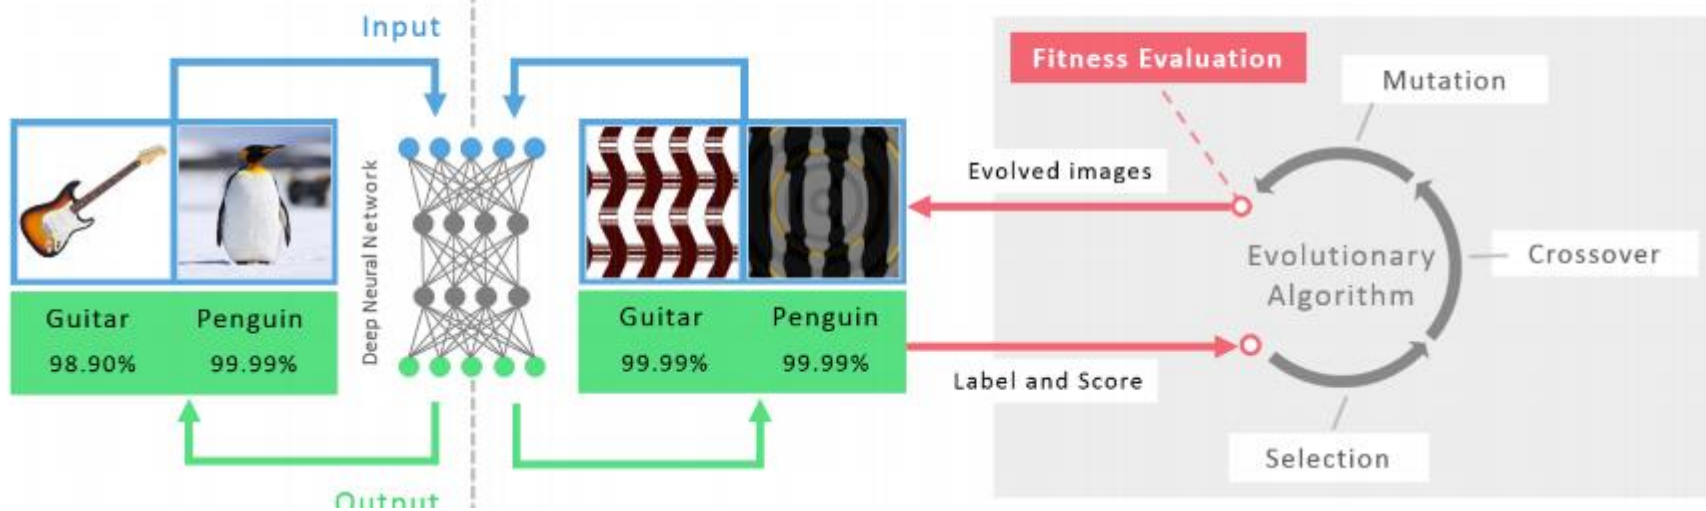 Input
Fitness Evaluation
Mutation
Deep Neural Network
Evolved images
Crossover
Evolutionary
Algorithm
Guitar Penguin
98.90% 99.99%
Guitar Penguin
99.99% 99.99%
Label and Score
Selection
Output